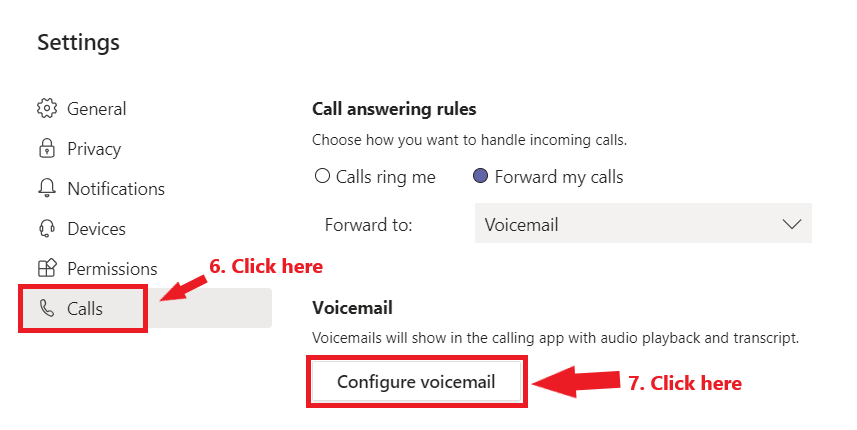 Settings
General
Privacy
Notifications
Devices
Permissions
6. Click here
Calls
Call answering rules
Choose how you want to handle incoming calls.
Calls ring me Forward my calls
Forward to: Voicemail
Voicemail
Voicemails will show in the calling app with audio playback and transcript.
Configure voicemail
7. Click here